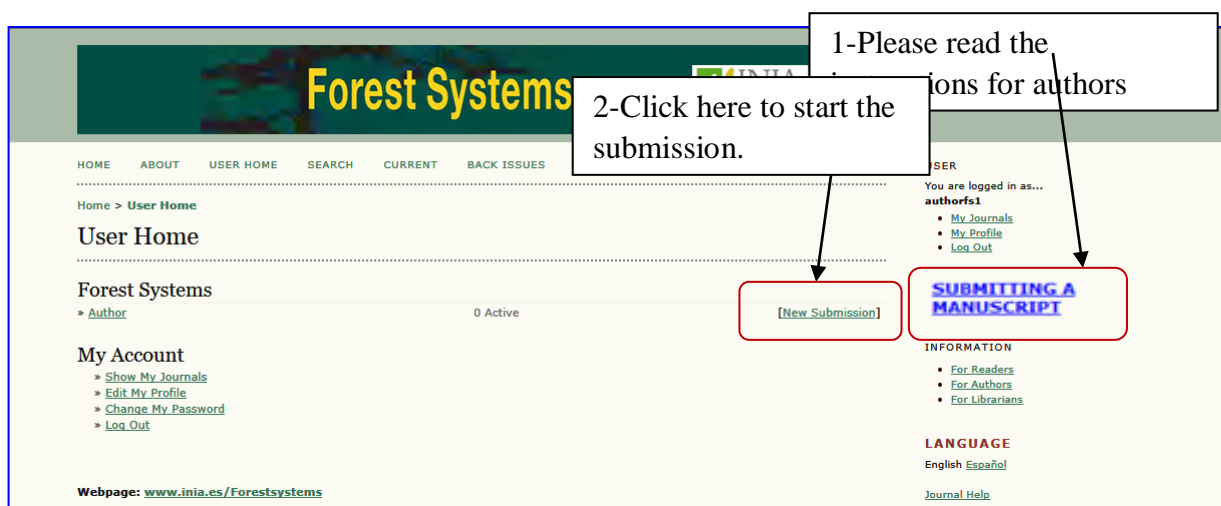 1-Please read the
ions for authors
Forest Systems
INIA
2-Click here to start the
submission.
HOME ABOUT USER HOME SEARCH CURRENT BACK ISSUES
Home > User Home
User Home
Forest Systems
» Author 0 Active [New Submission]
My Account
» Show My Journals
» Edit My Profile
» Change My Password
» Log Out
Webpage: www.inia.es/Forestsystems
USER
You are logged in as...
authorfs1
• My Journals
• My Profile
• Log Out
SUBMITTING A
MANUSCRIPT
INFORMATION
• For Readers
• For Authors
• For Librarians
LANGUAGE
English Español
Journal Help